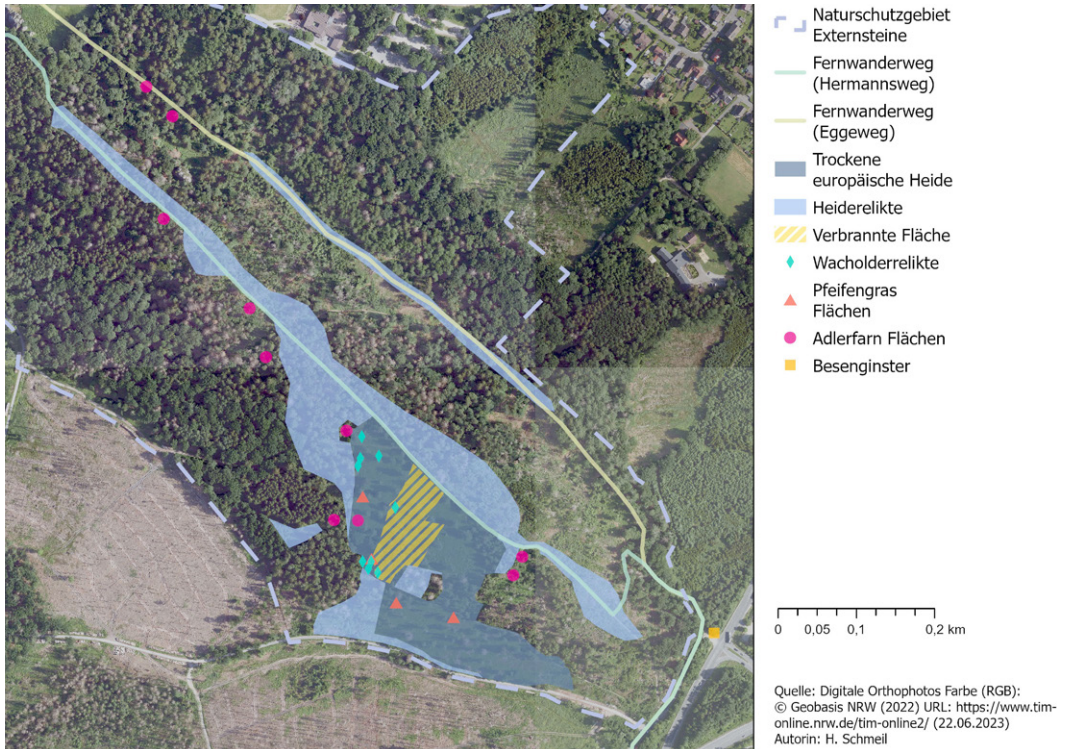 Naturschutzgebiet
Externsteine
Fernwanderweg
(Hermannsweg)
Fernwanderweg
(Eggeweg)
Trockene
europäische Heide
Heiderelikte
Verbrannte Fläche
Wacholderrelikte
Pfeifengras
Flächen
Adlerfarn Flächen
Besenginster
0 0,05 0,1 0,2 km
Quelle: Digitale Orthophotos Farbe (RGB):
© Geobasis NRW (2022) URL: https://www.tim-
online.nrw.de/tim-online2/ (22.06.2023)
Autorin: H. Schmeil